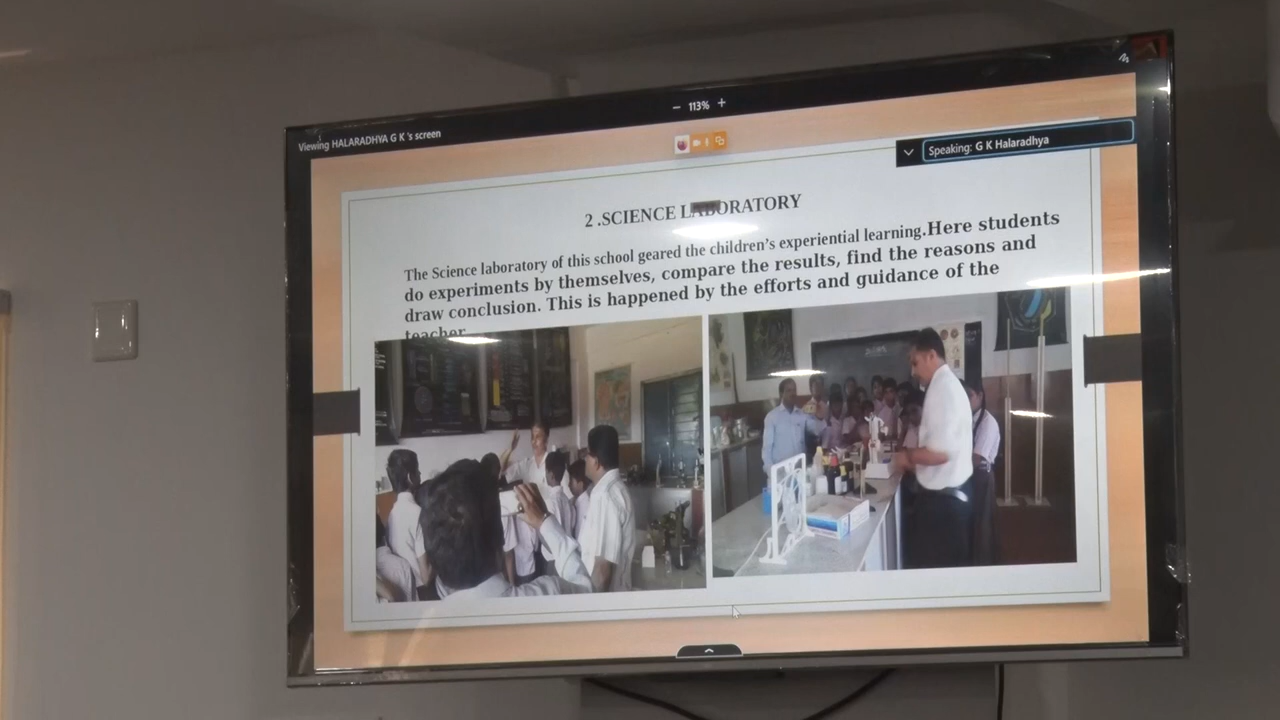 − 113% +
Viewing HALARADHYA G K 's screen
Speaking: G K Halaradhya
2 .SCIENCE LABORATORY
The Science laboratory of this school geared the children's experiential learning.Here students
do experiments by themselves, compare the results, find the reasons and
draw conclusion. This is happened by the efforts and guidance of the
teacher